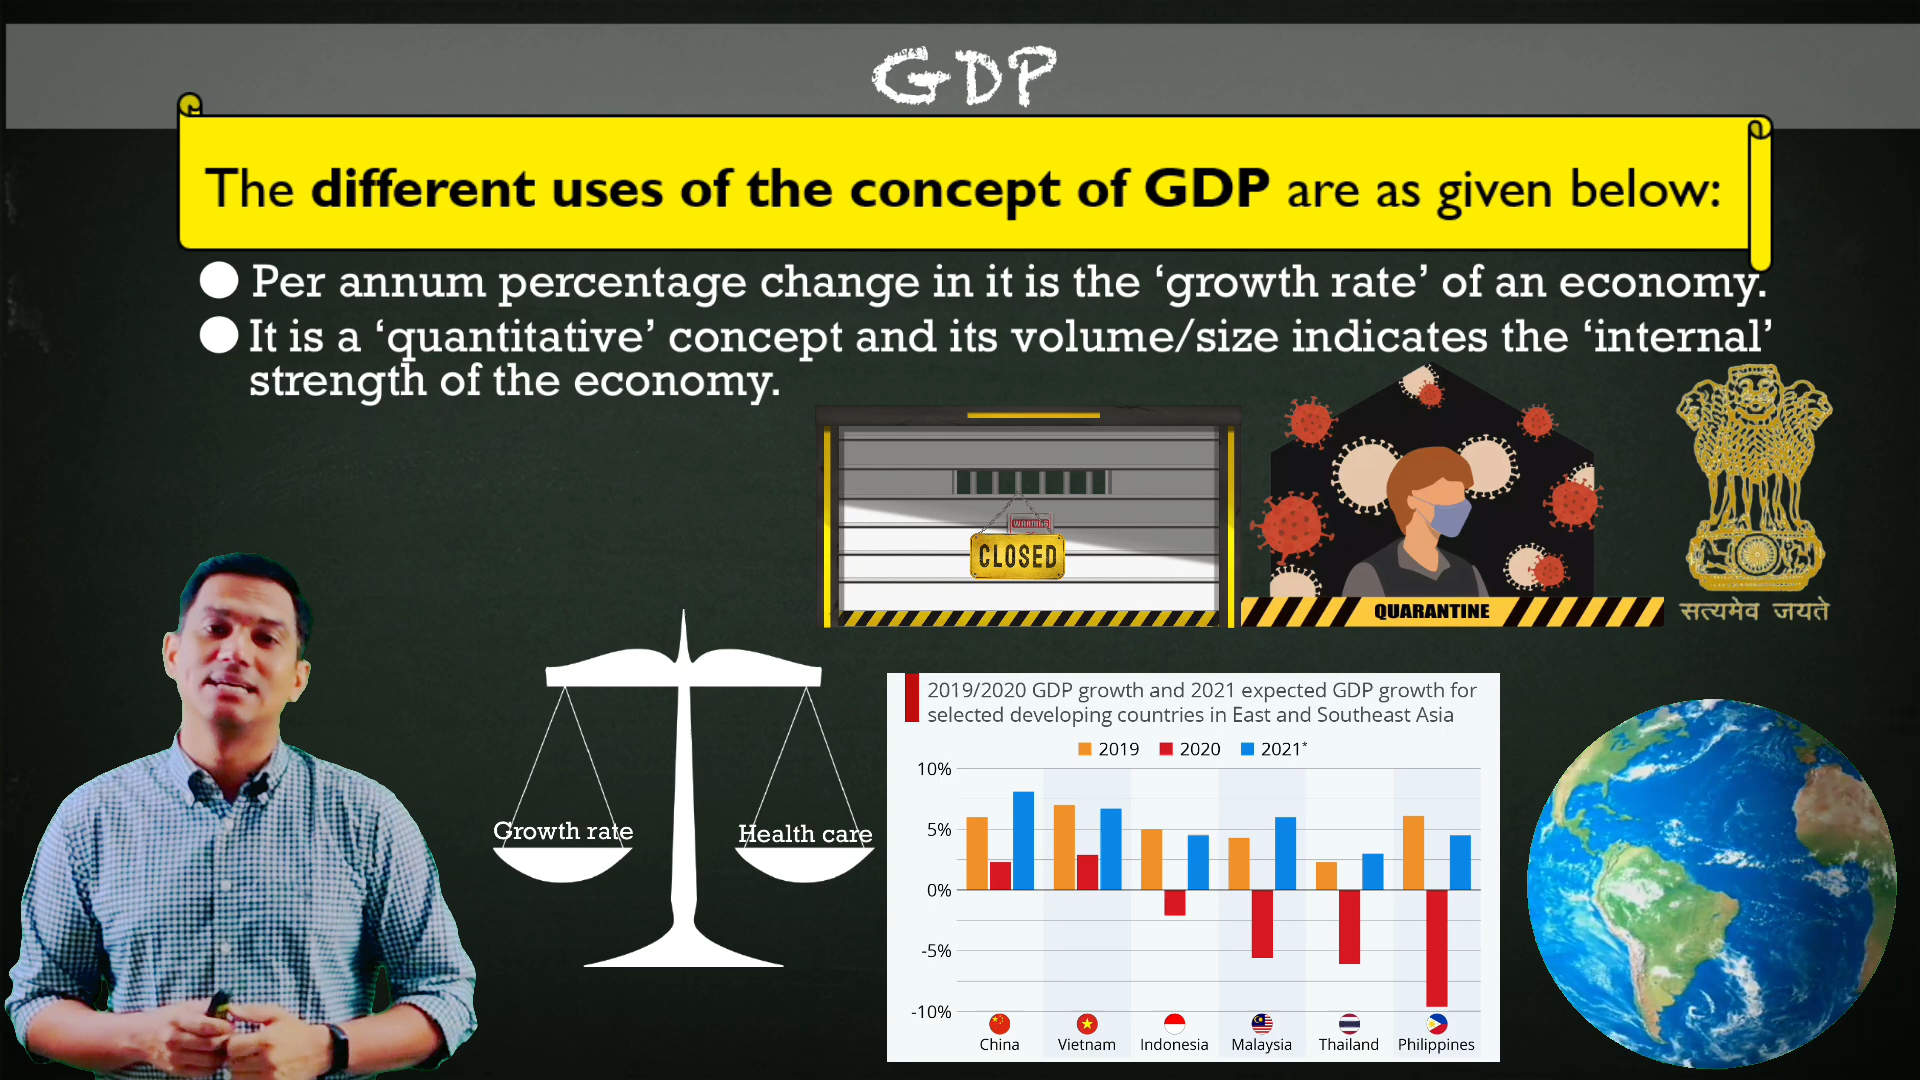 GDP
The different uses of the concept of GDP are as given below:
● Per annum percentage change in it is the ‘growth rate’ of an economy.
● It is a ‘quantitative’ concept and its volume/size indicates the ‘internal’
strength of the economy.
WARNING
CLOSED
QUARANTINE
सत्यमेव जयते
Growth rate
Health care
2019/2020 GDP growth and 2021 expected GDP growth for
selected developing countries in East and Southeast Asia
2019 2020 2021*
10%
5%
0%
-5%
-10%
China Vietnam Indonesia Malaysia Thailand Philippines